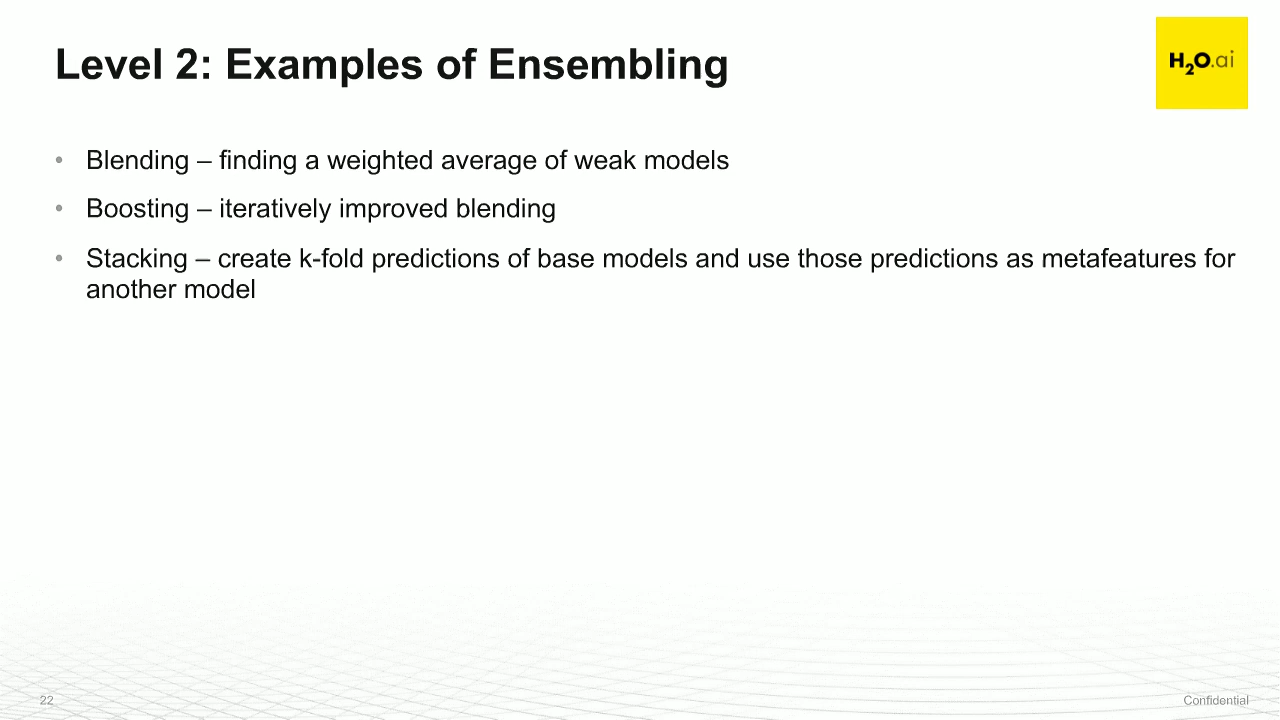 Level 2: Examples of Ensembling
H2O.ai
• Blending – finding a weighted average of weak models
• Boosting – iteratively improved blending
• Stacking – create k-fold predictions of base models and use those predictions as metafeatures for
another model
22
Confidential